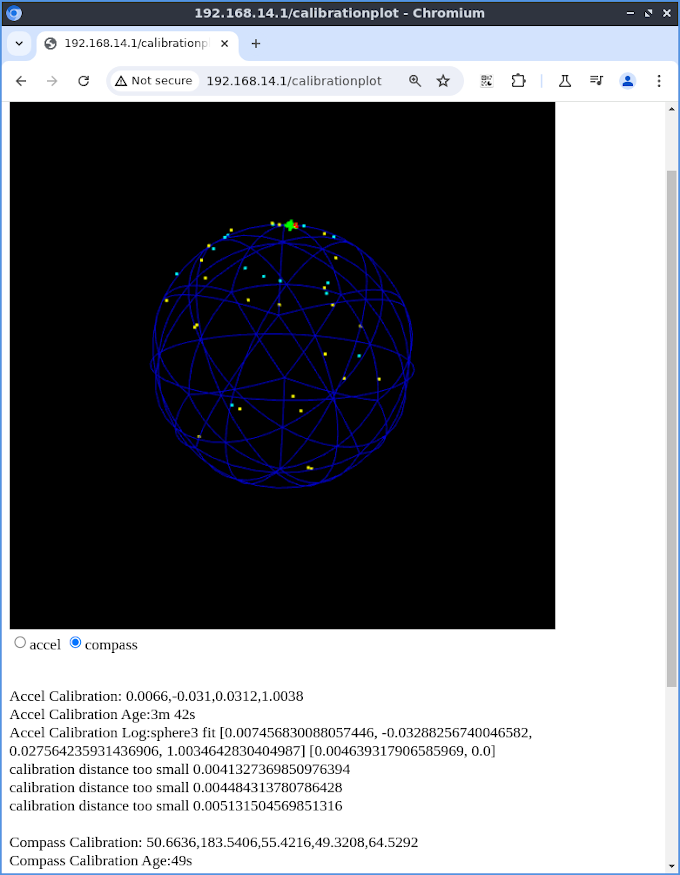 192.168.14.1/calibrationplot - Chromium
192.168.14.1/calibrationp
Not secure
192.168.14.1/calibrationplot
accel
compass
Accel Calibration: 0.0066,-0.031,0.0312,1.0038
Accel Calibration Age:3m 42s
Accel Calibration Log:sphere3 fit [0.007456830088057446, -0.03288256740046582,
0.027564235931436906, 1.0034642830404987] [0.004639317906585969, 0.0]
calibration distance too small 0.0041327369850976394
calibration distance too small 0.004484313780786428
calibration distance too small 0.005131504569851316
Compass Calibration: 50.6636,183.5406,55.4216,49.3208,64.5292
Compass Calibration Age:49s